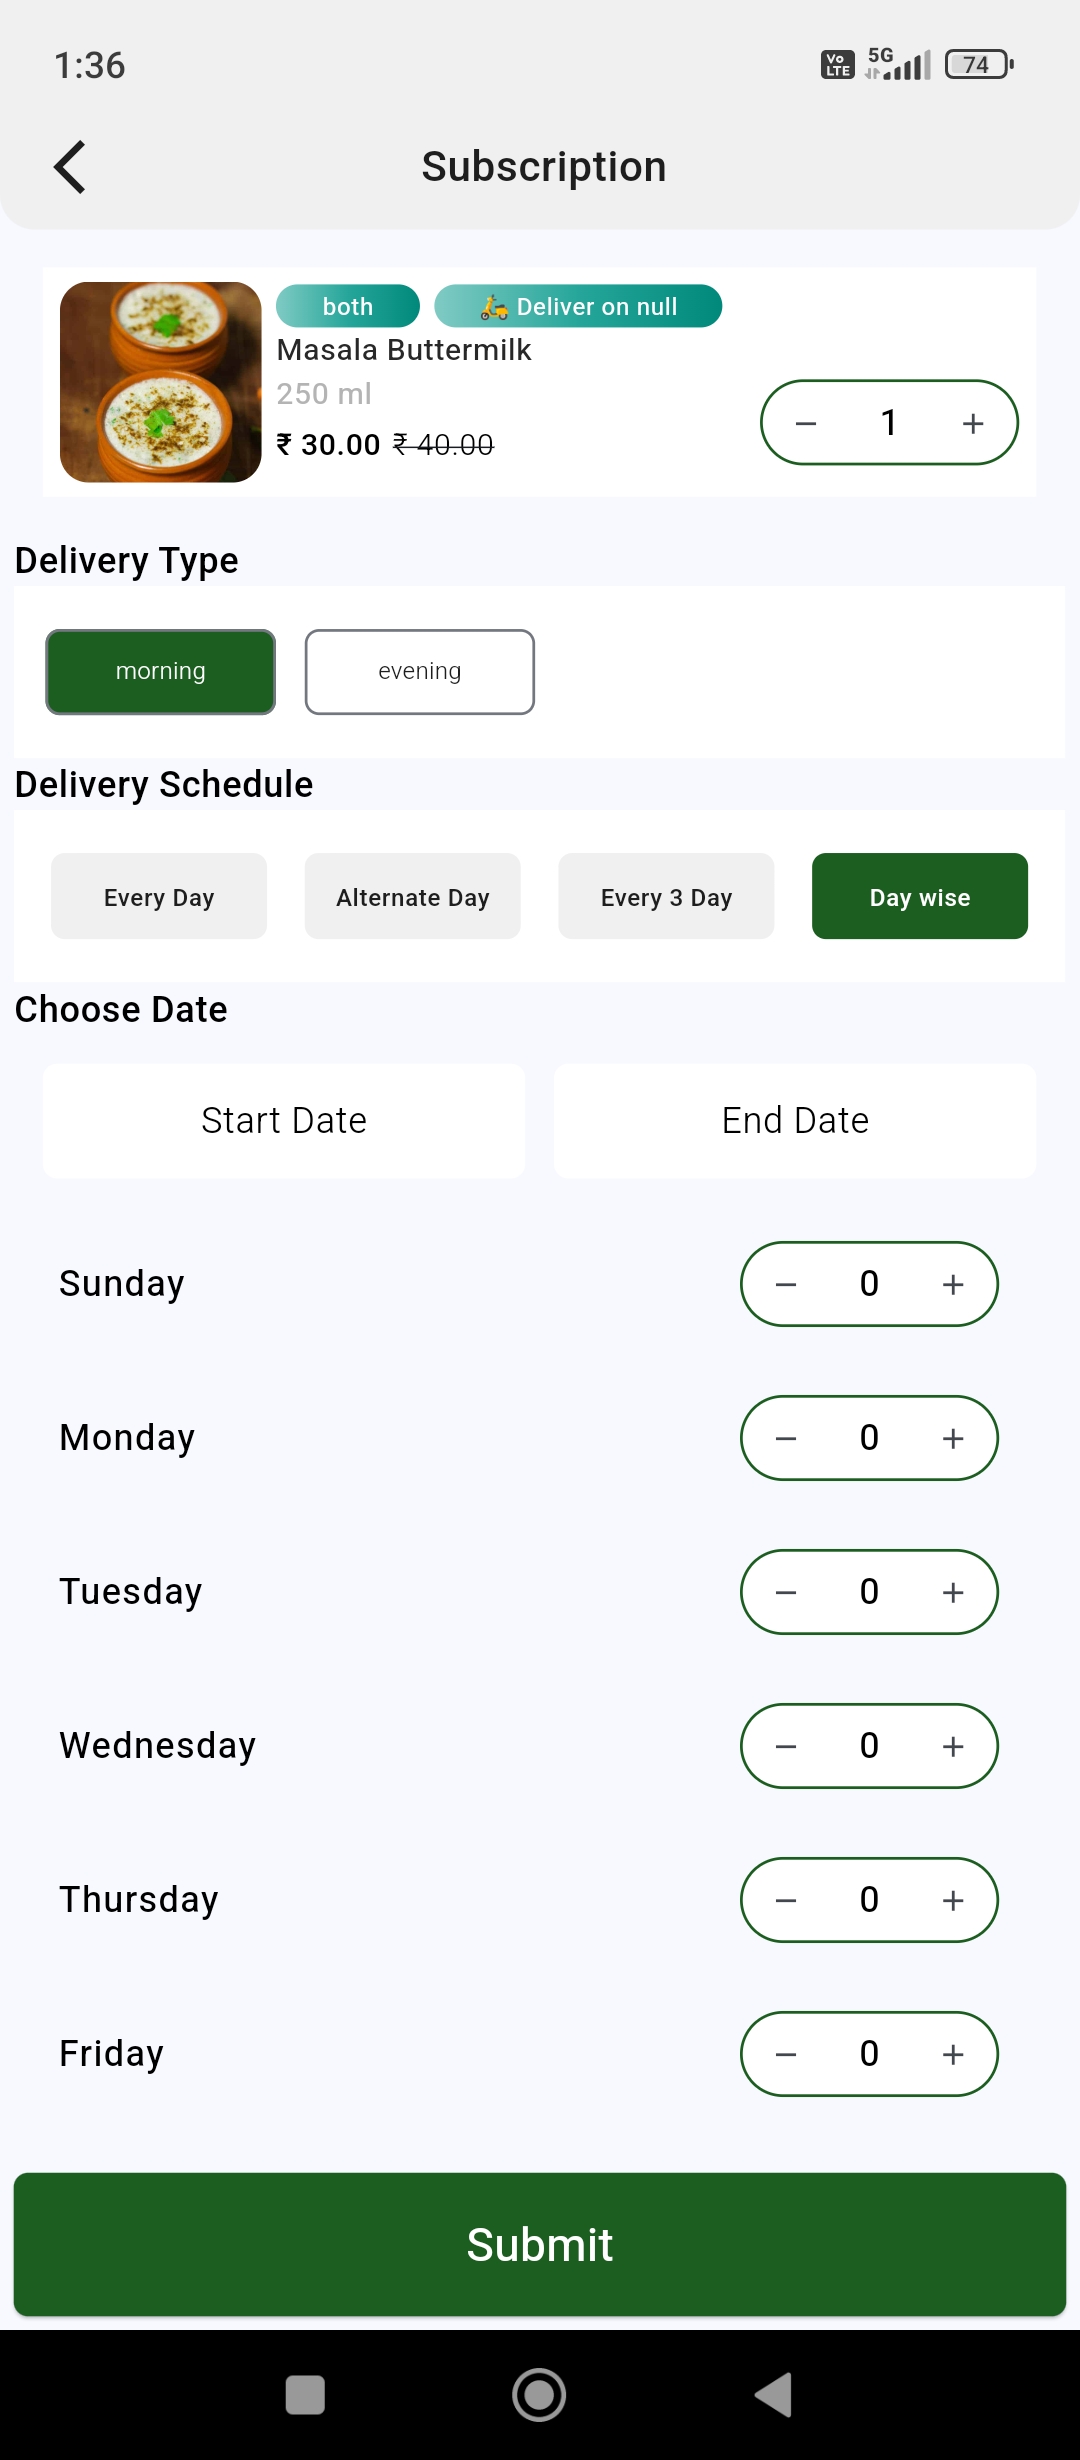 1:36
Vo LTE 5G 74
Subscription
both 🛵 Deliver on null
Masala Buttermilk
250 ml
₹ 30.00 ₹ 40.00
− 1 +
Delivery Type
morning evening
Delivery Schedule
Every Day Alternate Day Every 3 Day Day wise
Choose Date
Start Date End Date
Sunday − 0 +
Monday − 0 +
Tuesday − 0 +
Wednesday − 0 +
Thursday − 0 +
Friday − 0 +
Submit